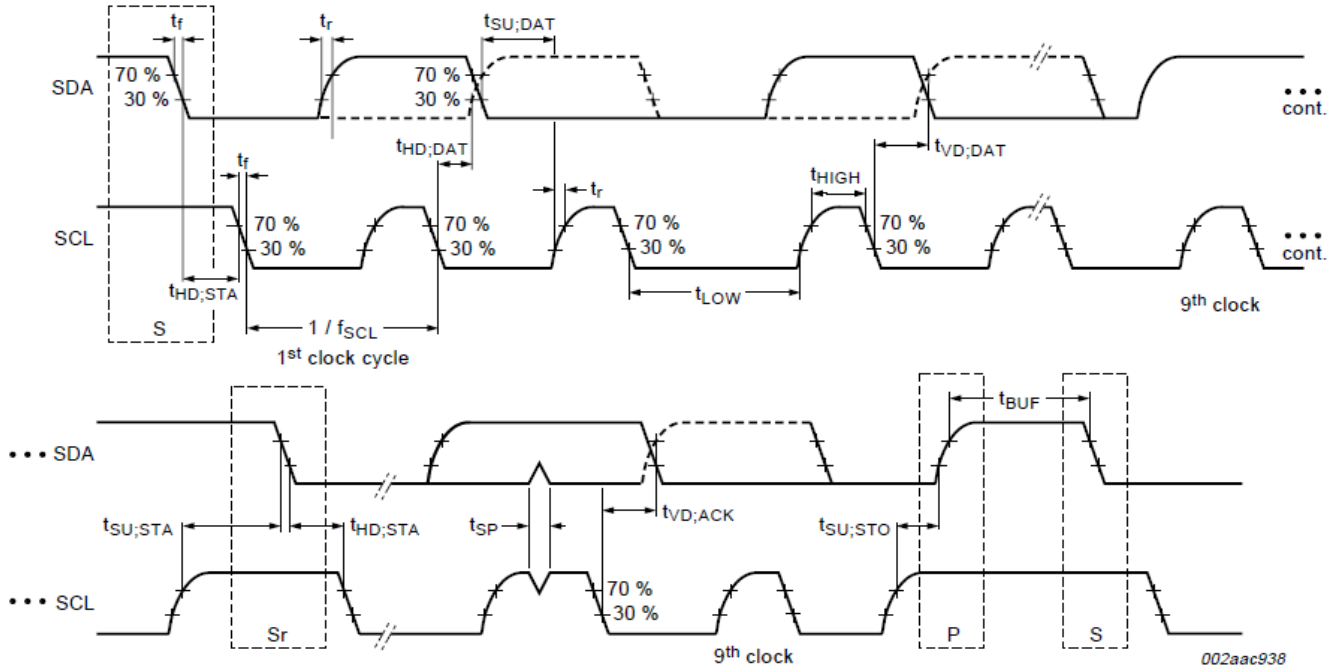 tf tr tSU;DAT
70 % 70 %
SDA 30 % 30 % cont.
tHD;DAT tVD;DAT
tf tr tHIGH
70 % 70 % 70 %
SCL 30 % 30 % 30 % cont.
tHD;STA tLOW 9th clock
S 1 / fSCL
1st clock cycle
tBUF
••• SDA
tSU;STA tHD;STA tSP tVD;ACK tSU;STO
70 %
••• SCL 30 %
Sr P S
9th clock 002aac938